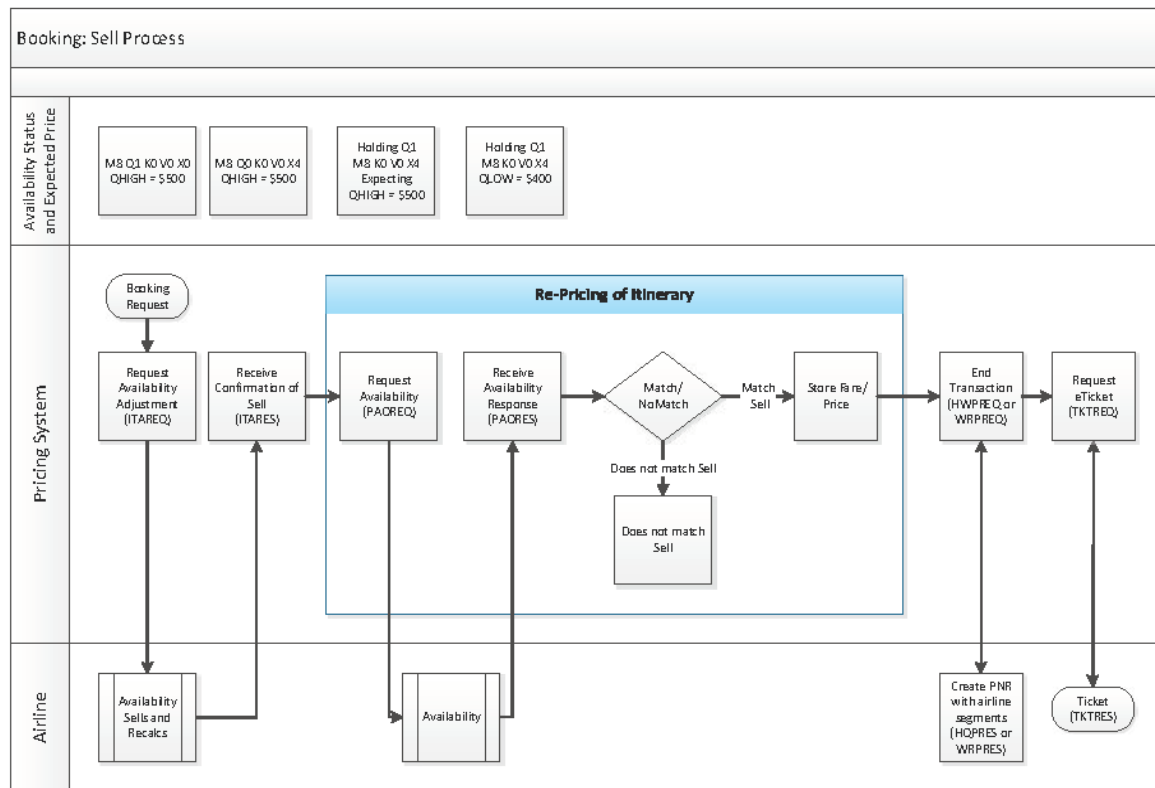 Booking: Sell Process
Availability Status
and Expected Price
M8 Q1 K0 V0 X0
QHIGH = $500
M8 Q0 K0 V0 X4
QHIGH = $500
Holding Q1
M8 K0 V0 X4
Expecting
QHIGH = $500
Holding Q1
M8 K0 V0 X4
QLOW = $400
Pricing System
Booking
Request
Re-Pricing of Itinerary
Request
Availability
Adjustment
(ITAREQ)
Receive
Confirmation of
Sell (ITARES)
Request
Availability
(PAOREQ)
Receive
Availability
Response
(PAORES)
Match/
NoMatch
Match
Sell
Store Fare/
Price
End
Transaction
(HWPREQ or
WRPREQ)
Request
eTicket
(TKTREQ)
Does not match Sell
Does not match
Sell
Airline
Availability
Sells and
Recalcs
Availability
Create PNR
with airline
segments
(HQPRES or
WRPRES)
Ticket
(TKTRES)